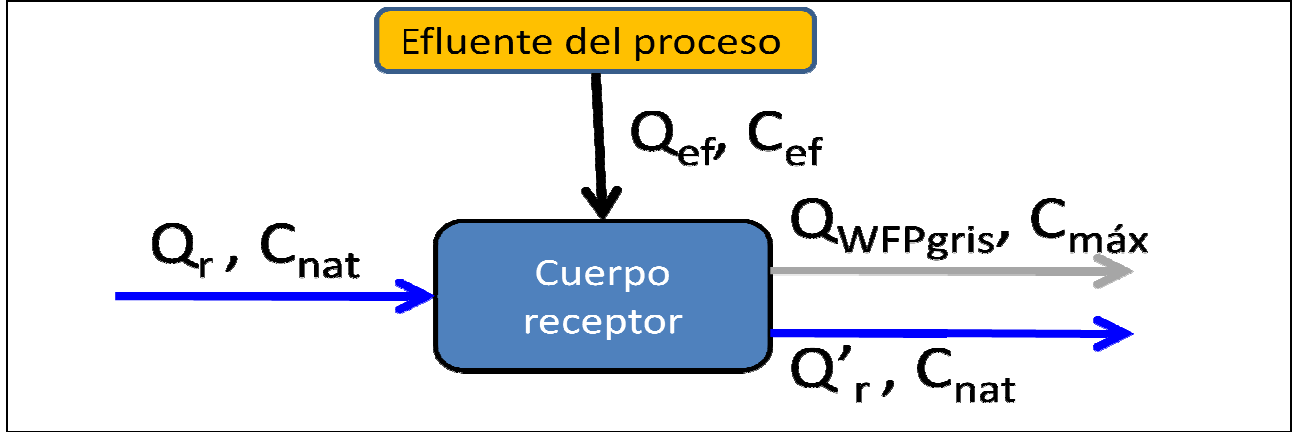 Efluente del proceso
Qef, Cef
Qr , Cnat
QWFPgris, Cmáx
Cuerpo
receptor
Q’r , Cnat